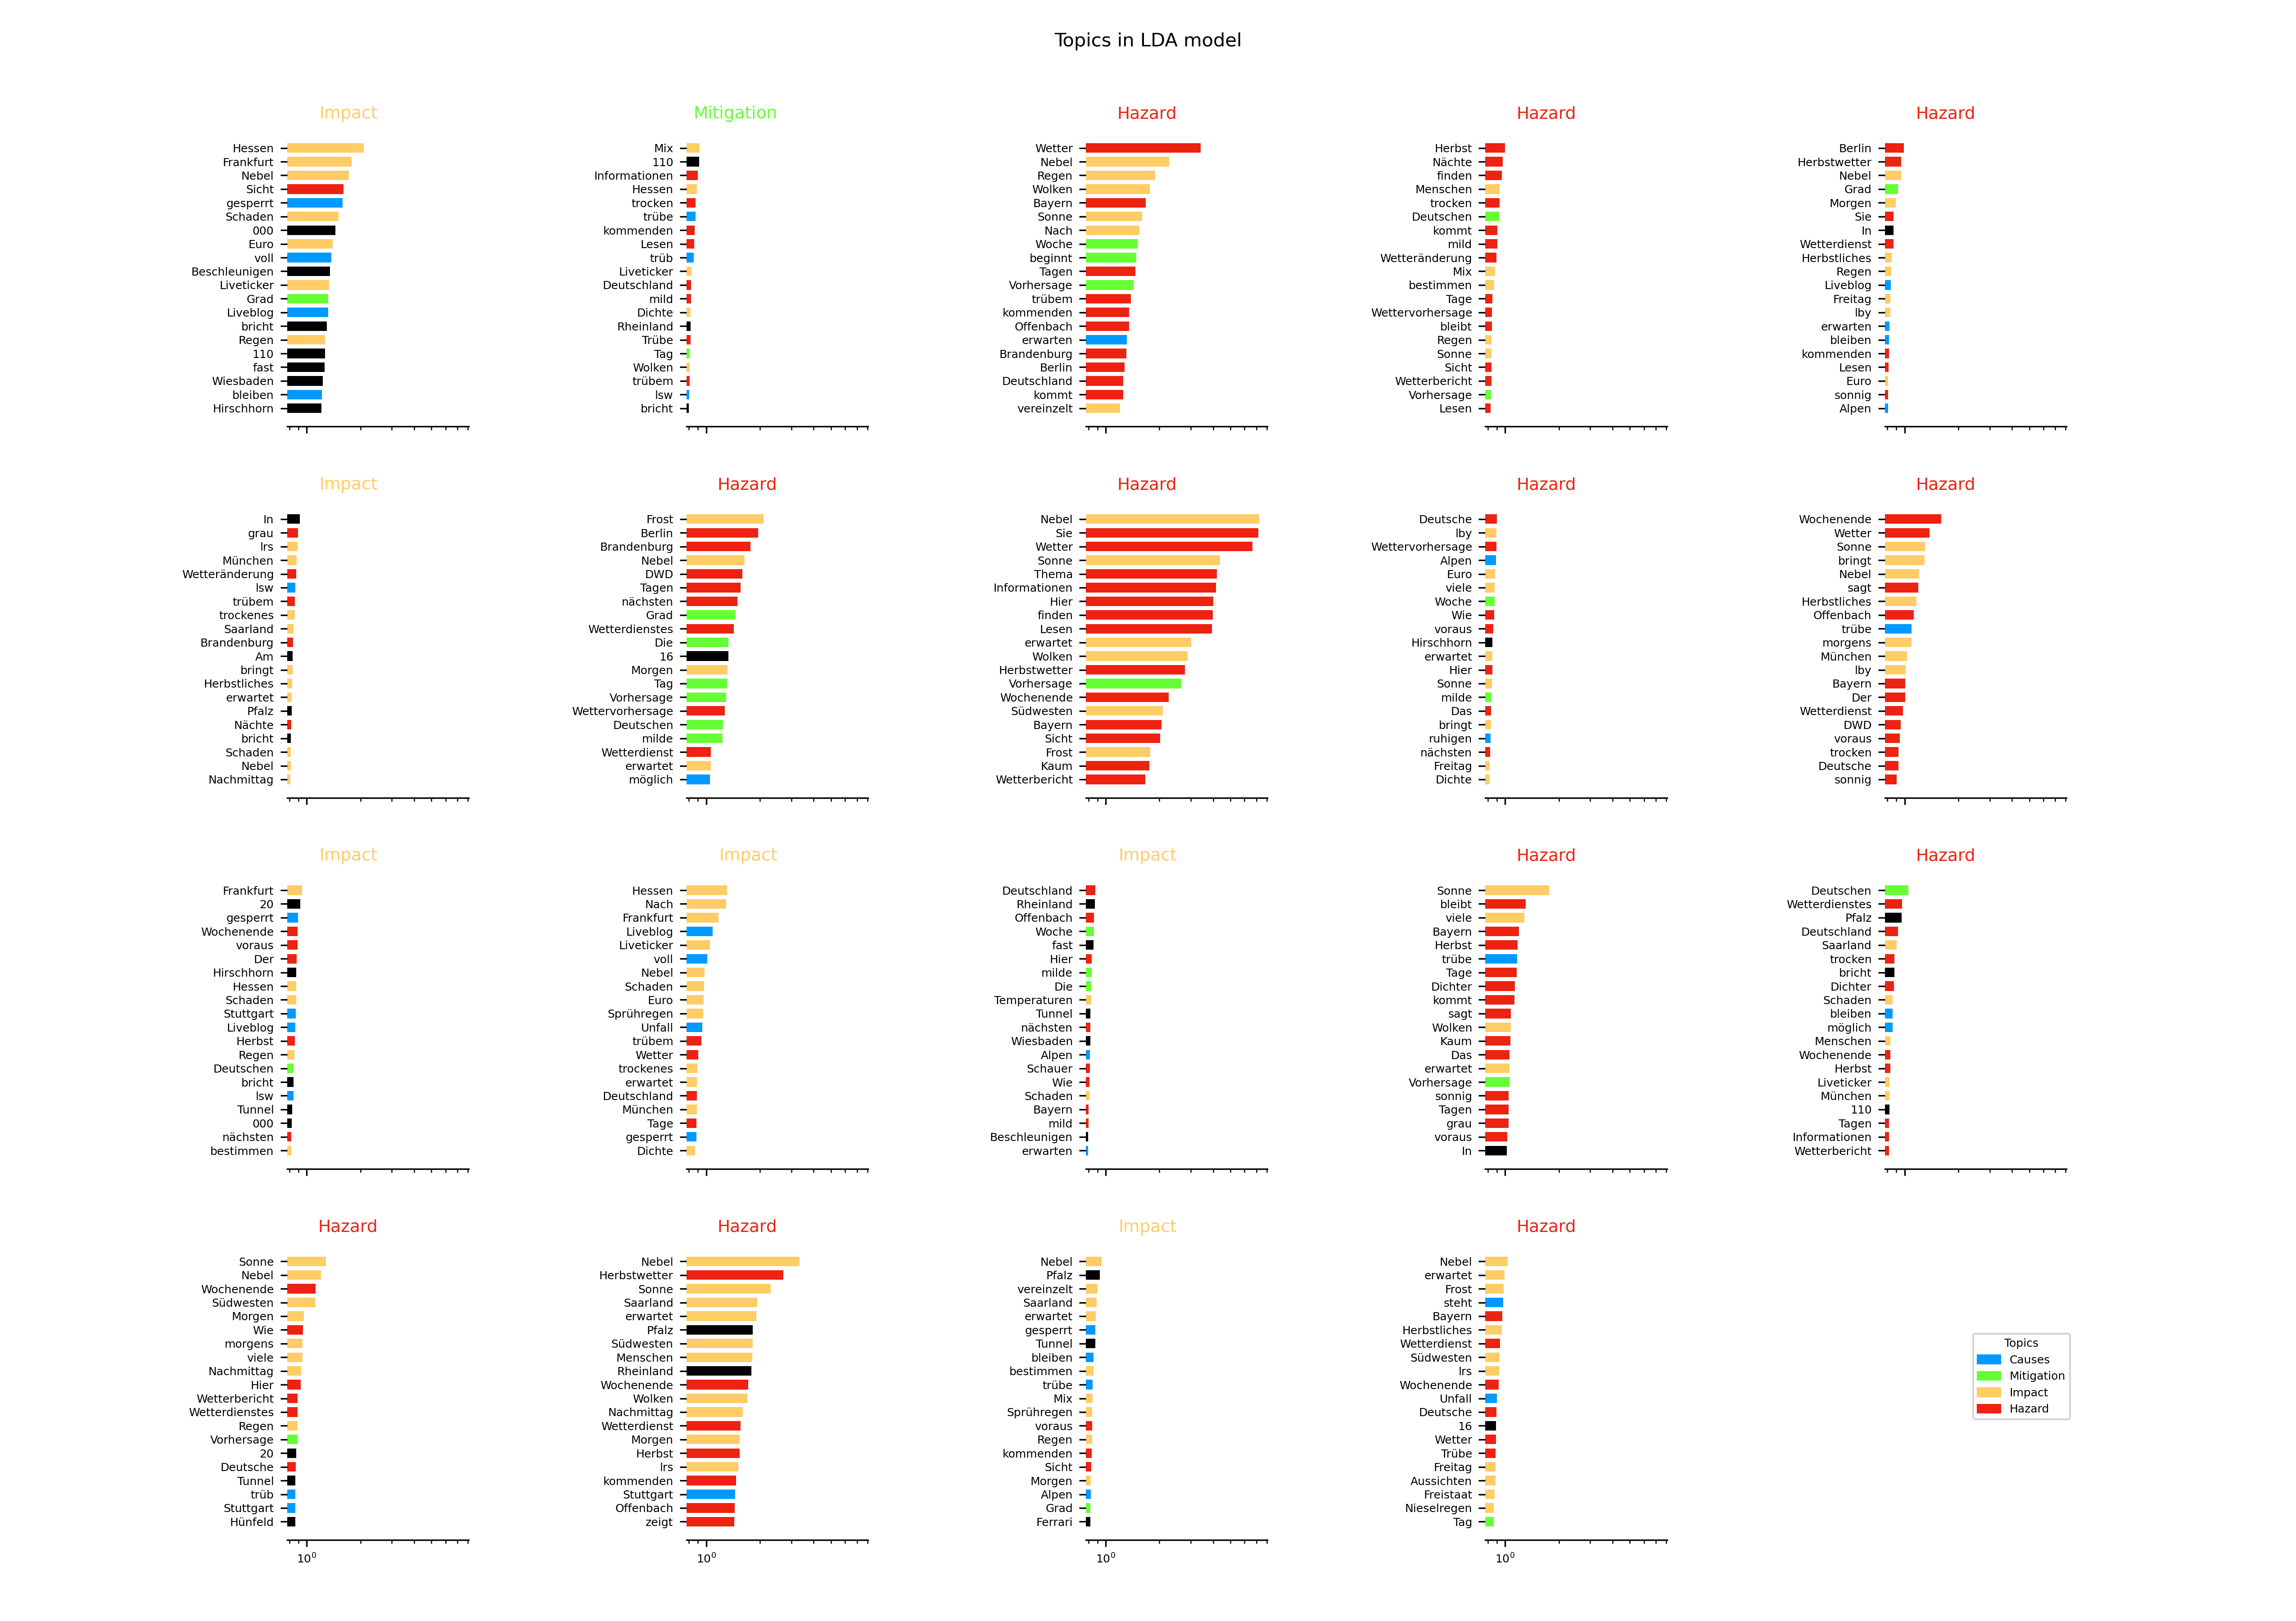 Topics in LDA model
Impact
Hessen
Frankfurt
Nebel
Sicht
gesperrt
Schaden
000
Euro
voll
Beschleunigen
Liveticker
Grad
Liveblog
bricht
Regen
110
fast
Wiesbaden
bleiben
Hirschhorn
Mitigation
Mix
110
Informationen
Hessen
trocken
trübe
kommenden
Lesen
trüb
Liveticker
Deutschland
mild
Dichte
Rheinland
Trübe
Tag
Wolken
trübem
lsw
bricht
Hazard
Wetter
Nebel
Regen
Wolken
Bayern
Sonne
Nach
Woche
beginnt
Tagen
Vorhersage
trübem
kommenden
Offenbach
erwarten
Brandenburg
Berlin
Deutschland
kommt
vereinzelt
Hazard
Herbst
Nächte
finden
Menschen
trocken
Deutschen
kommt
mild
Wetteränderung
Mix
bestimmen
Tage
Wettervorhersage
bleibt
Regen
Sonne
Sicht
Wetterbericht
Vorhersage
Lesen
Hazard
Berlin
Herbstwetter
Nebel
Grad
Morgen
Sie
In
Wetterdienst
Herbstliches
Regen
Liveblog
Freitag
lby
erwarten
bleiben
kommenden
Lesen
Euro
sonnig
Alpen
Impact
In
grau
lrs
München
Wetteränderung
lsw
trübem
trockenes
Saarland
Brandenburg
Am
bringt
Herbstliches
erwartet
Pfalz
Nächte
bricht
Schaden
Nebel
Nachmittag
Hazard
Frost
Berlin
Brandenburg
Nebel
DWD
Tagen
nächsten
Grad
Wetterdienstes
Die
16
Morgen
Tag
Vorhersage
Wettervorhersage
Deutschen
milde
Wetterdienst
erwartet
möglich
Hazard
Nebel
Sie
Wetter
Sonne
Thema
Informationen
Hier
finden
Lesen
erwartet
Wolken
Herbstwetter
Vorhersage
Wochenende
Südwesten
Bayern
Sicht
Frost
Kaum
Wetterbericht
Hazard
Deutsche
lby
Wettervorhersage
Alpen
Euro
viele
Woche
Wie
voraus
Hirschhorn
erwartet
Hier
Sonne
milde
Das
bringt
ruhigen
nächsten
Freitag
Dichte
Hazard
Wochenende
Wetter
Sonne
bringt
Nebel
sagt
Herbstliches
Offenbach
trübe
morgens
München
lby
Bayern
Der
Wetterdienst
DWD
voraus
trocken
Deutsche
sonnig
Impact
Frankfurt
20
gesperrt
Wochenende
voraus
Der
Hirschhorn
Hessen
Schaden
Stuttgart
Liveblog
Herbst
Regen
Deutschen
bricht
lsw
Tunnel
000
nächsten
bestimmen
Impact
Hessen
Nach
Frankfurt
Liveblog
Liveticker
voll
Nebel
Schaden
Euro
Sprühregen
Unfall
trübem
Wetter
trockenes
erwartet
Deutschland
München
Tage
gesperrt
Dichte
Impact
Deutschland
Rheinland
Offenbach
Woche
fast
Hier
milde
Die
Temperaturen
Tunnel
nächsten
Wiesbaden
Alpen
Schauer
Wie
Schaden
Bayern
mild
Beschleunigen
erwarten
Hazard
Sonne
bleibt
viele
Bayern
Herbst
trübe
Tage
Dichter
kommt
sagt
Wolken
Kaum
Das
erwartet
Vorhersage
sonnig
Tagen
grau
voraus
In
Hazard
Deutschen
Wetterdienstes
Pfalz
Deutschland
Saarland
trocken
bricht
Dichter
Schaden
bleiben
möglich
Menschen
Wochenende
Herbst
Liveticker
München
110
Tagen
Informationen
Wetterbericht
Hazard
Sonne
Nebel
Wochenende
Südwesten
Morgen
Wie
morgens
viele
Nachmittag
Hier
Wetterbericht
Wetterdienstes
Regen
Vorhersage
20
Deutsche
Tunnel
trüb
Stuttgart
Hünfeld
10⁰
Hazard
Nebel
Herbstwetter
Sonne
Saarland
erwartet
Pfalz
Südwesten
Menschen
Rheinland
Wochenende
Wolken
Nachmittag
Wetterdienst
Morgen
Herbst
lrs
kommenden
Stuttgart
Offenbach
zeigt
10⁰
Impact
Nebel
Pfalz
vereinzelt
Saarland
erwartet
gesperrt
Tunnel
bleiben
bestimmen
trübe
Mix
Sprühregen
voraus
Regen
kommenden
Sicht
Morgen
Alpen
Grad
Ferrari
10⁰
Hazard
Nebel
erwartet
Frost
steht
Bayern
Herbstliches
Wetterdienst
Südwesten
lrs
Wochenende
Unfall
Deutsche
16
Wetter
Trübe
Freitag
Aussichten
Freistaat
Nieselregen
Tag
10⁰
Topics
Causes
Mitigation
Impact
Hazard